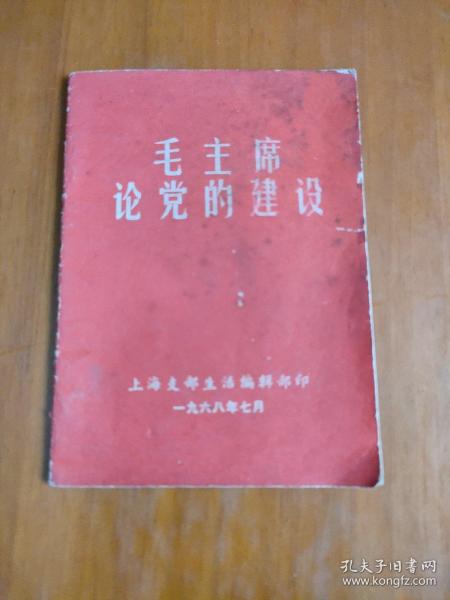 毛主席
论党的建设
上海支部生活编辑部印
一九六八年七月
孔夫子旧书网
www.kongfz.com